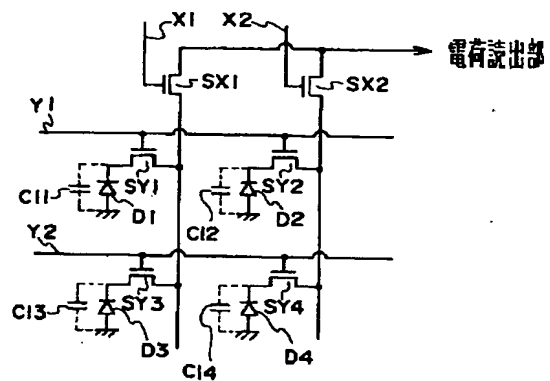 X1
X2
電荷読出部
SX1
SX2
Y1
SY1
SY2
C11
D1
C12
D2
Y2
SY3
SY4
C13
D3
C14
D4